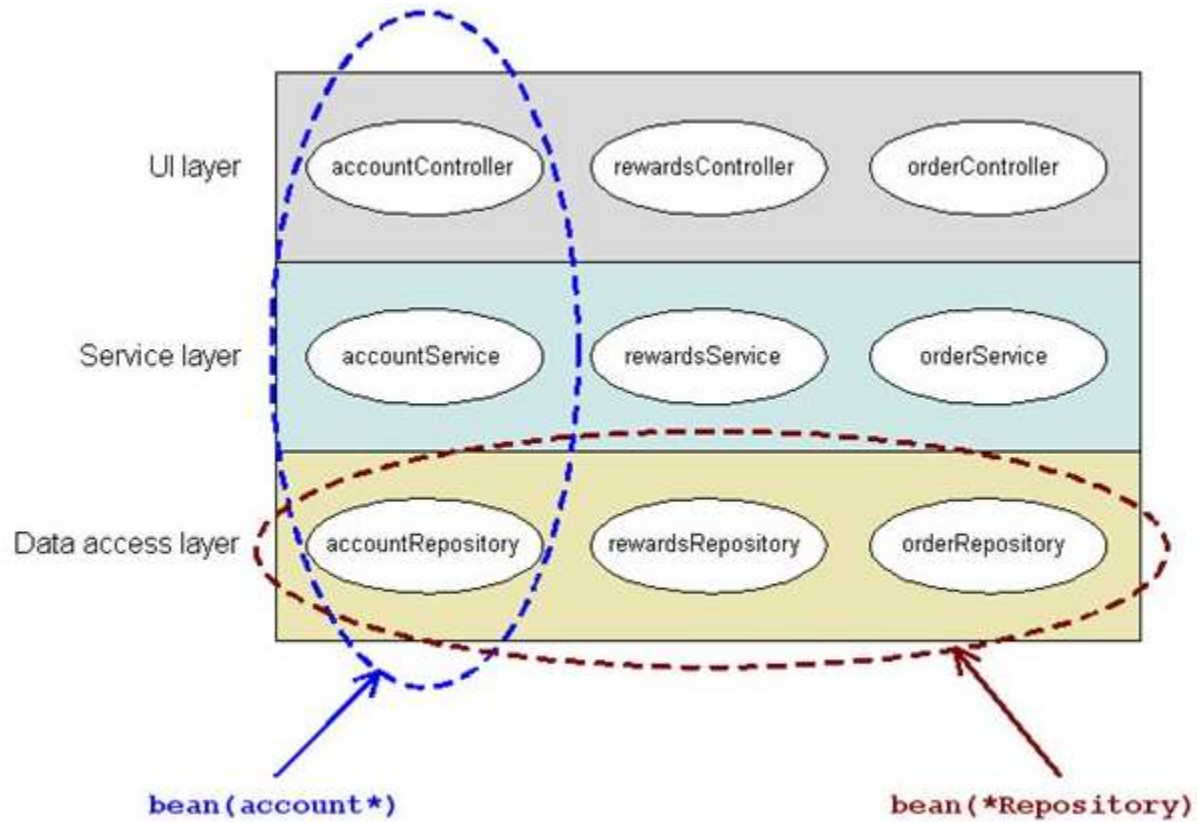 UI layer
accountController
rewardsController
orderController
Service layer
accountService
rewardsService
orderService
Data access layer
accountRepository
rewardsRepository
orderRepository
bean(account*)
bean(*Repository)